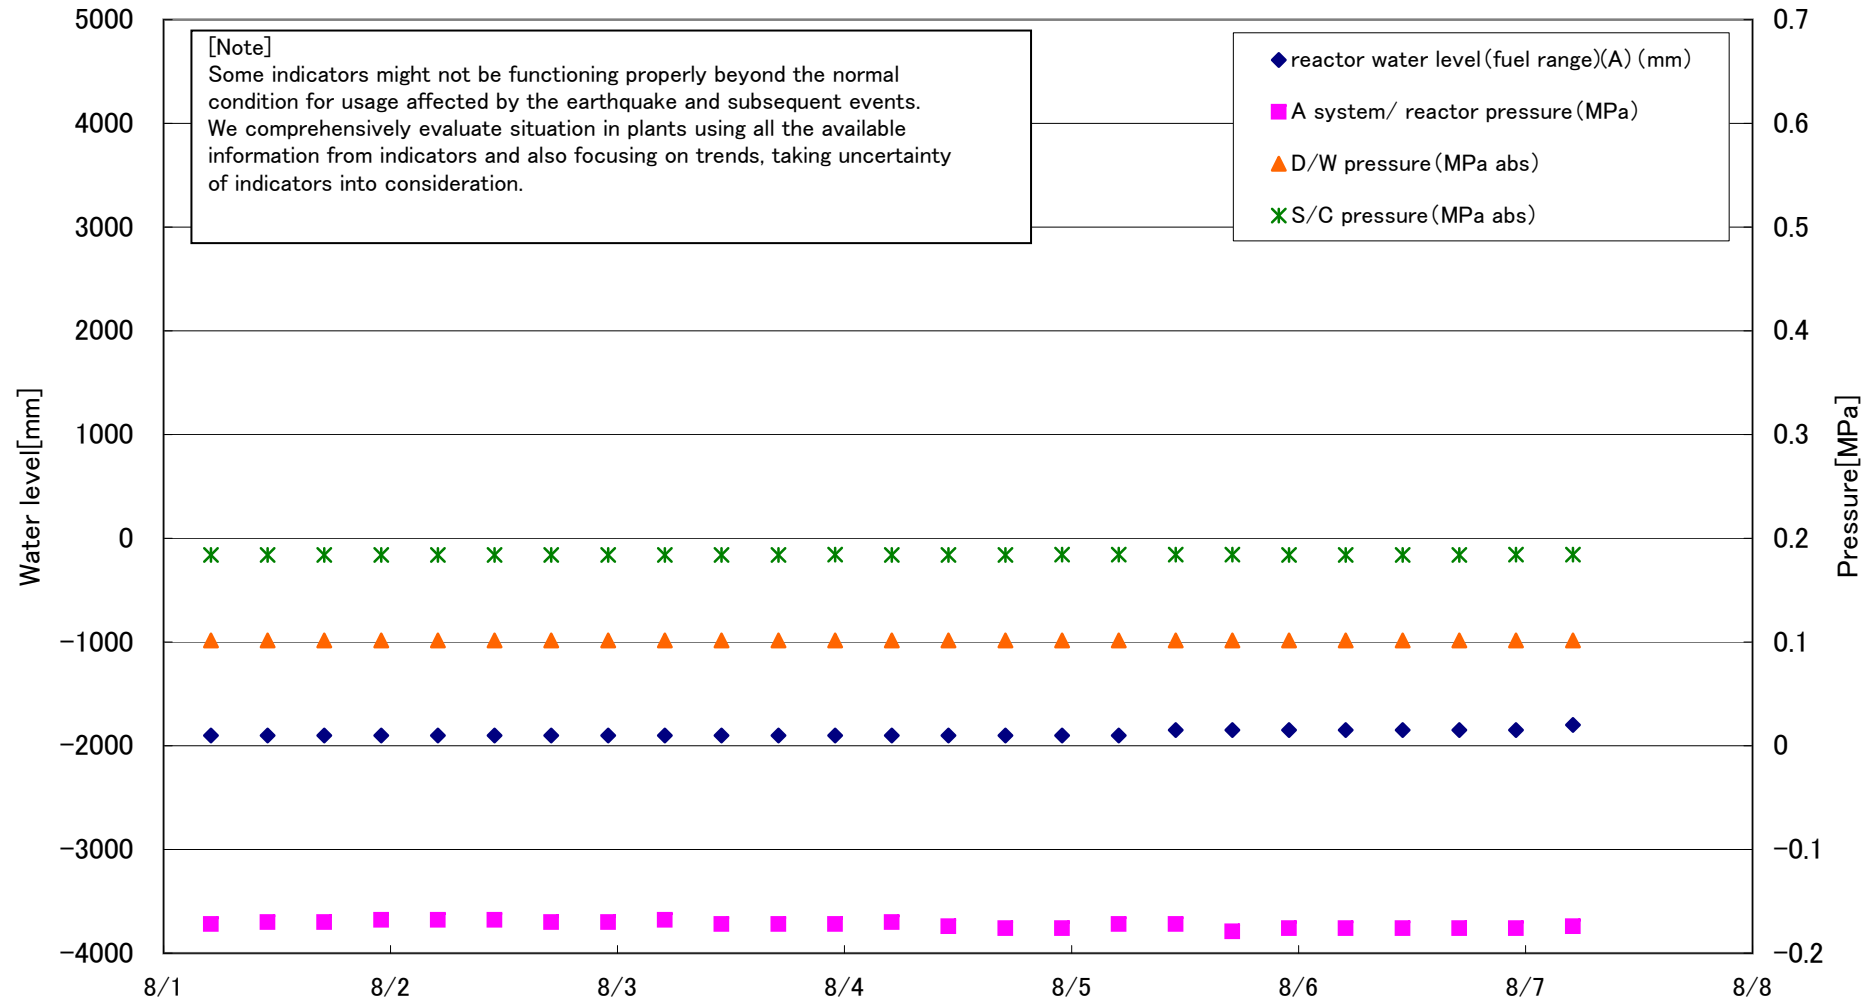 [Note]
Some indicators might not be functioning properly beyond the normal
condition for usage affected by the earthquake and subsequent events.
We comprehensively evaluate situation in plants using all the available
information from indicators and also focusing on trends, taking uncertainty
of indicators into consideration.
reactor water level(fuel range)(A) (mm)
A system/ reactor pressure(MPa)
D/W pressure(MPa abs)
S/C pressure(MPa abs)
Water level[mm]
5000
4000
3000
2000
1000
0
-1000
-2000
-3000
-4000
Pressure[MPa]
0.7
0.6
0.5
0.4
0.3
0.2
0.1
0
-0.1
-0.2
8/1 8/2 8/3 8/4 8/5 8/6 8/7 8/8